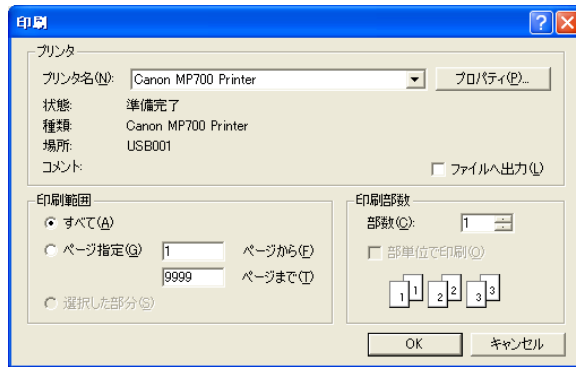 印刷
プリンタ
プリンタ名(N): Canon MP700 Printer プロパティ(P)...
状態: 準備完了
種類: Canon MP700 Printer
場所: USB001
コメント: ファイルへ出力(L)
印刷範囲
すべて(A)
ページ指定(G) 1 ページから(F)
9999 ページまで(T)
選択した部分(S)
印刷部数
部数(C): 1
部単位で印刷(O)
1 1 2 2 3 3
OK キャンセル